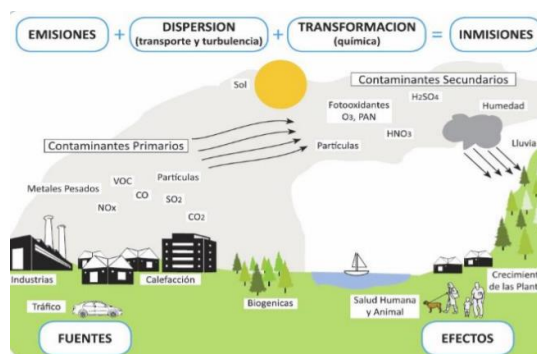 EMISIONES + DISPERSION (transporte y turbulencia) + TRANSFORMACION (química) = INMISIONES
Sol
Contaminantes Secundarios
H2SO4
Fotooxidantes
O3, PAN
Humedad
HNO3
Contaminantes Primarios
Partículas
Lluvia
Partículas
VOC
Metales Pesados
CO
SO2
NOx
CO2
Industrias
Calefacción
Biogenicas
Crecimien
de las Plant
Salud Humana
y Animal
Tráfico
FUENTES
EFECTOS